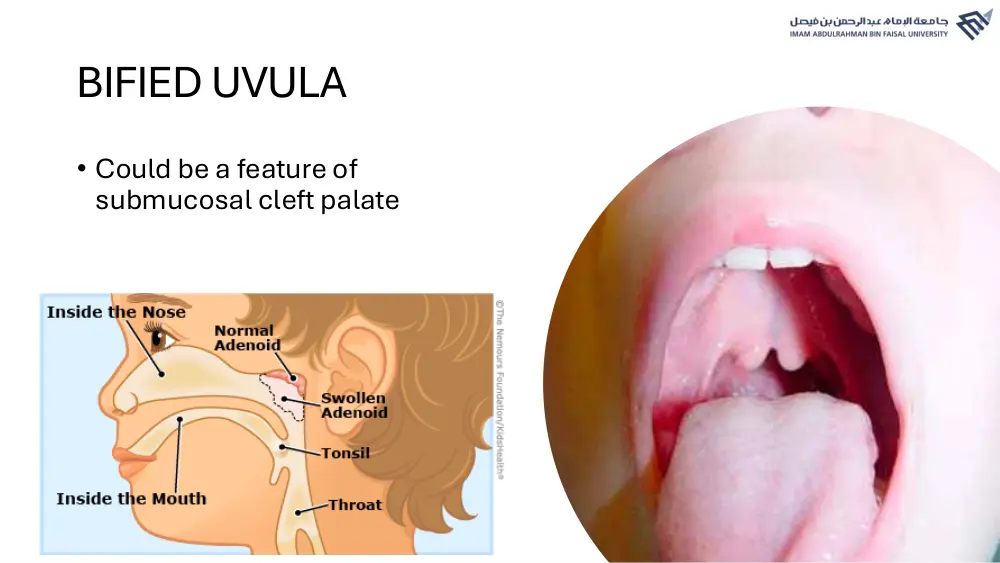 جامعة الإمام عبدالرحمن بن فيصل
IMAM ABDULRAHMAN BIN FAISAL UNIVERSITY
BIFIED UVULA
• Could be a feature of
submucosal cleft palate
Inside the Nose
Normal
Adenoid
Swollen
Adenoid
Tonsil
Inside the Mouth
Throat
©The Nemours Foundation/KidsHealth®